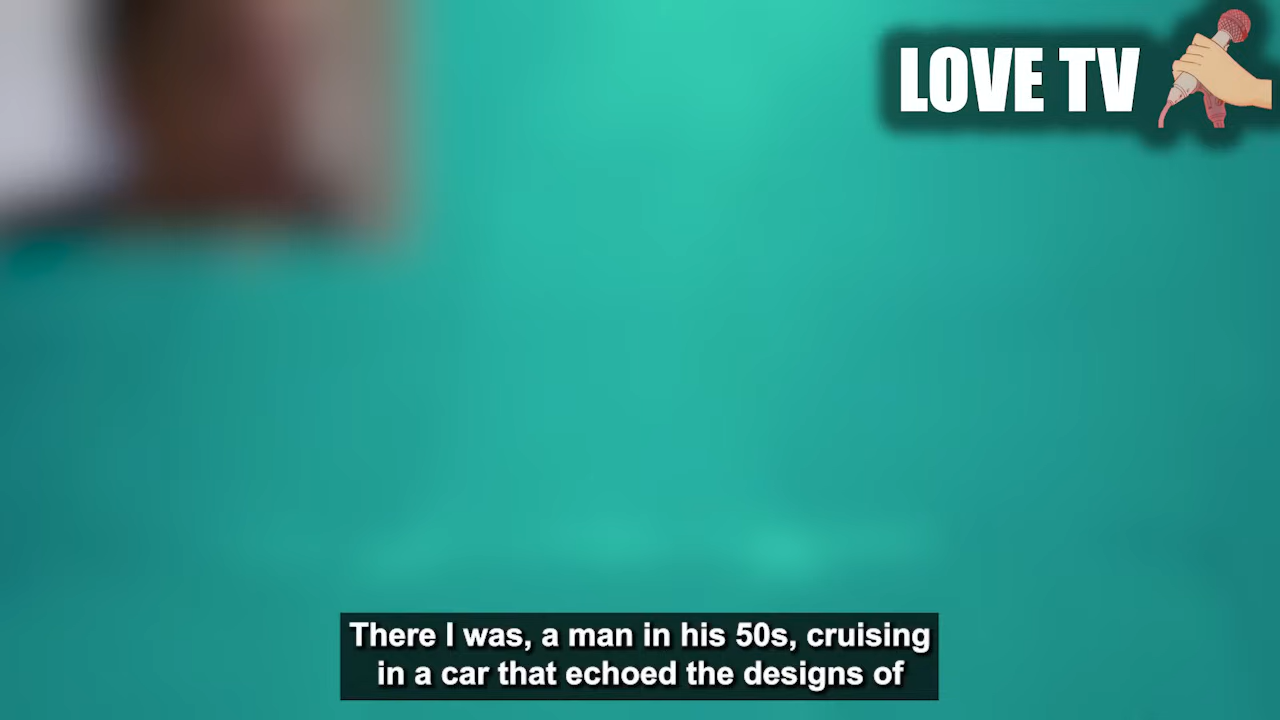 LOVE TV
There I was, a man in his 50s, cruising
in a car that echoed the designs of